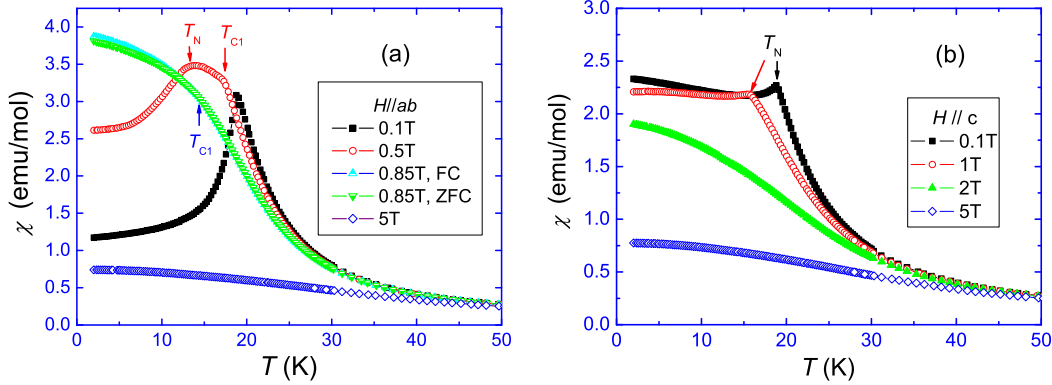 (a)
T_N
T_C1
T_C1
H//ab
0.1T
0.5T
0.85T, FC
0.85T, ZFC
5T
χ (emu/mol)
4.0
3.5
3.0
2.5
2.0
1.5
1.0
0.5
0.0
0 10 20 30 40 50
T (K)
(b)
T_N
H // c
0.1T
1T
2T
5T
χ (emu/mol)
3.0
2.5
2.0
1.5
1.0
0.5
0.0
0 10 20 30 40 50
T (K)